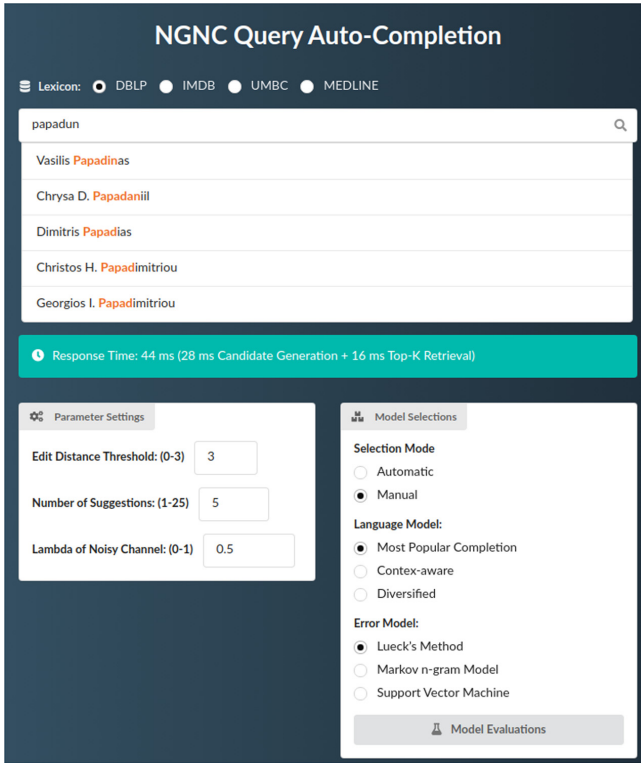 NGNC Query Auto-Completion
Lexicon: DBLP IMDB UMBC MEDLINE
papadun
Vasilis Papadinas
Chrysa D. Papadaniil
Dimitris Papadias
Christos H. Papadimitriou
Georgios I. Papadimitriou
Response Time: 44 ms (28 ms Candidate Generation + 16 ms Top-K Retrieval)
Parameter Settings
Edit Distance Threshold: (0-3) 3
Number of Suggestions: (1-25) 5
Lambda of Noisy Channel: (0-1) 0.5
Model Selections
Selection Mode
Automatic
Manual
Language Model:
Most Popular Completion
Contex-aware
Diversified
Error Model:
Lueck's Method
Markov n-gram Model
Support Vector Machine
Model Evaluations